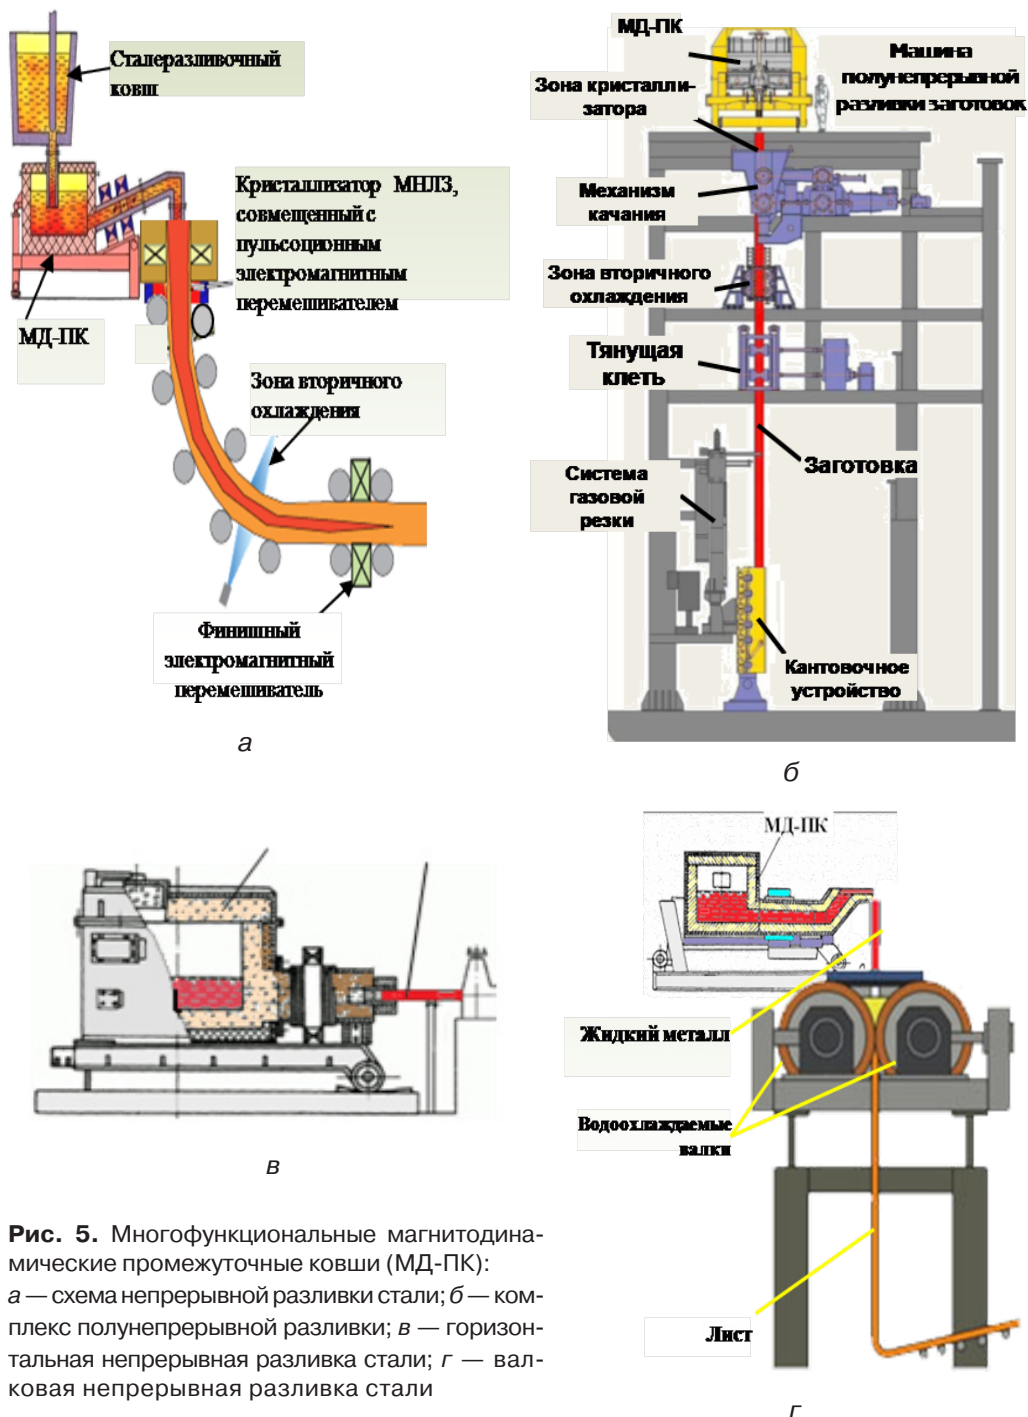 Сталеразливочный
ковш
Кристаллизатор МНЛЗ,
совмещенный с
пульсоционным
электромагнитным
перемешивателем
МД-ПК
Зона вторичного
охлаждения
Финишный
электромагнитный
перемешиватель
а
МД-ПК
Машина
полунепрерывной
разливки заготовок
Зона кристалли-
затора
Механизм
качания
Зона вторичного
охлаждения
Тянущая
клеть
Заготовка
Система
газовой
резки
Кантовочное
устройство
б
в
МД-ПК
Жидкий металл
Водоохлаждаемые
валки
Лист
г
Рис. 5. Многофункциональные магнитодина-
мические промежуточные ковши (МД-ПК):
а — схема непрерывной разливки стали; б — ком-
плекс полунепрерывной разливки; в — горизон-
тальная непрерывная разливка стали; г — вал-
ковая непрерывная разливка стали